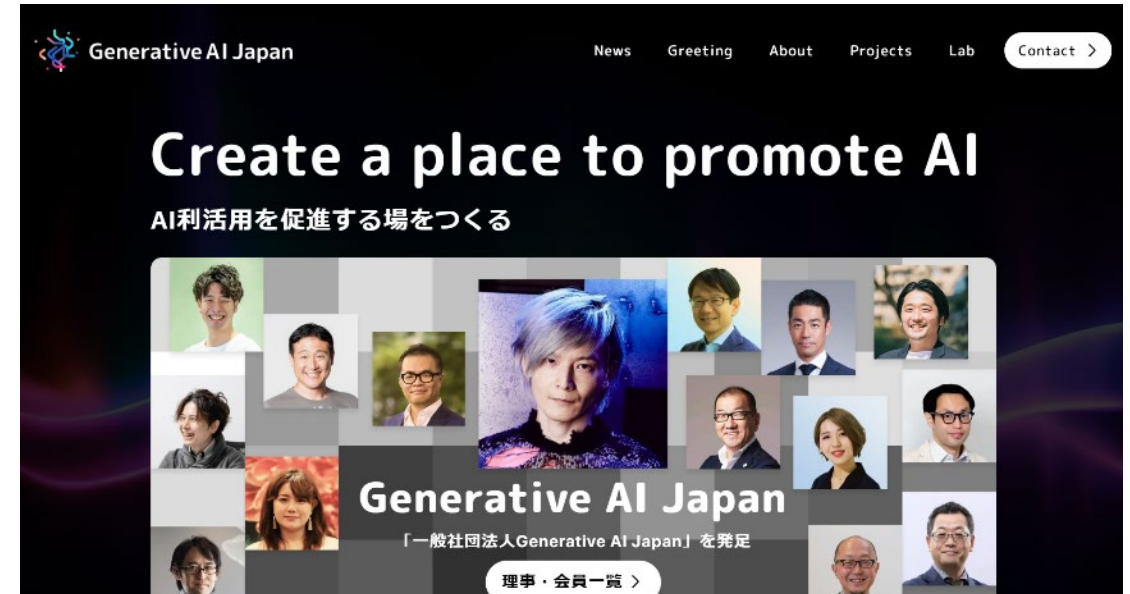 Generative AI Japan
News Greeting About Projects Lab Contact
Create a place to promote AI
AI利活用を促進する場をつくる
Generative AI Japan
「一般社団法人Generative AI Japan」を発足
理事・会員一覧